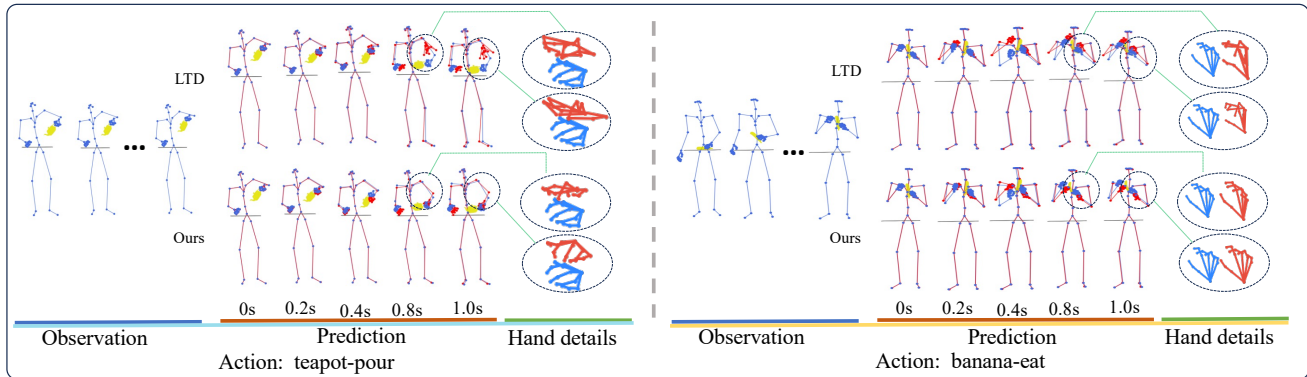 LTD
Ours
0s 0.2s 0.4s 0.8s 1.0s
Observation Prediction Hand details
Action: teapot-pour
LTD
Ours
0s 0.2s 0.4s 0.8s 1.0s
Observation Prediction Hand details
Action: banana-eat